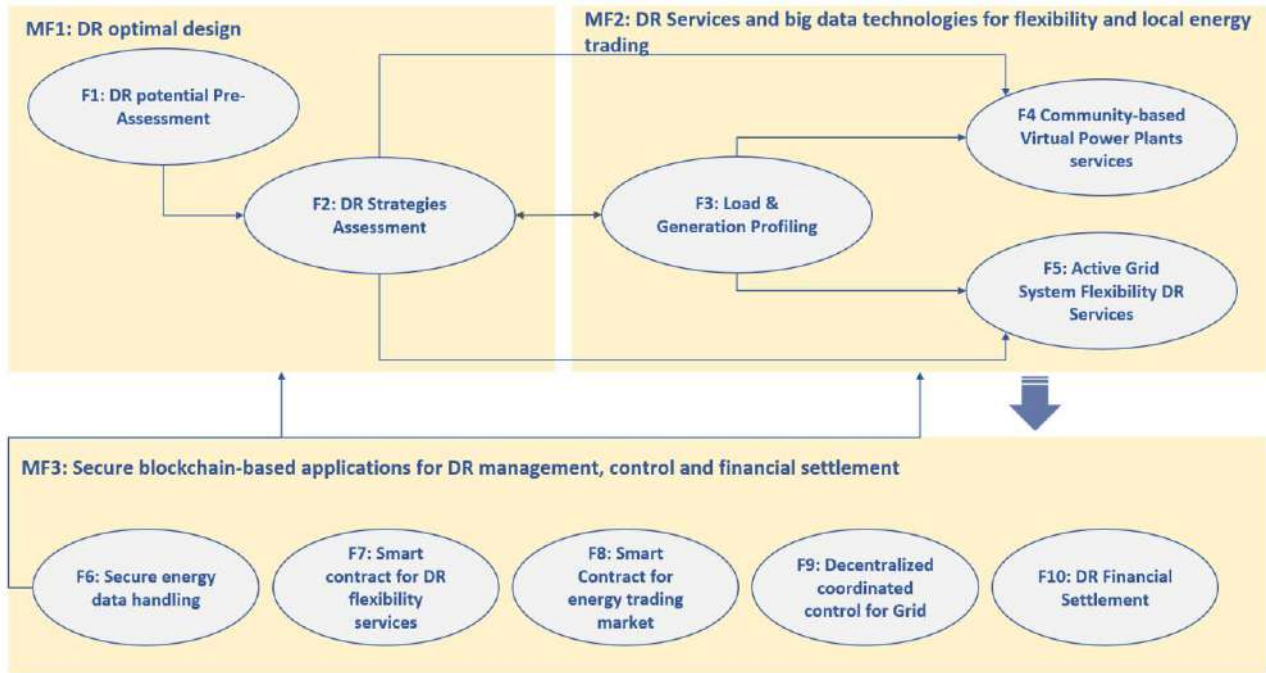 MF1: DR optimal design
F1: DR potential Pre-
Assessment
F2: DR Strategies
Assessment
MF2: DR Services and big data technologies for flexibility and local energy
trading
F3: Load &
Generation Profiling
F4 Community-based
Virtual Power Plants
services
F5: Active Grid
System Flexibility DR
Services
MF3: Secure blockchain-based applications for DR management, control and financial settlement
F6: Secure energy
data handling
F7: Smart
contract for DR
flexibility
services
F8: Smart
Contract for
energy trading
market
F9: Decentralized
coordinated
control for Grid
F10: DR Financial
Settlement